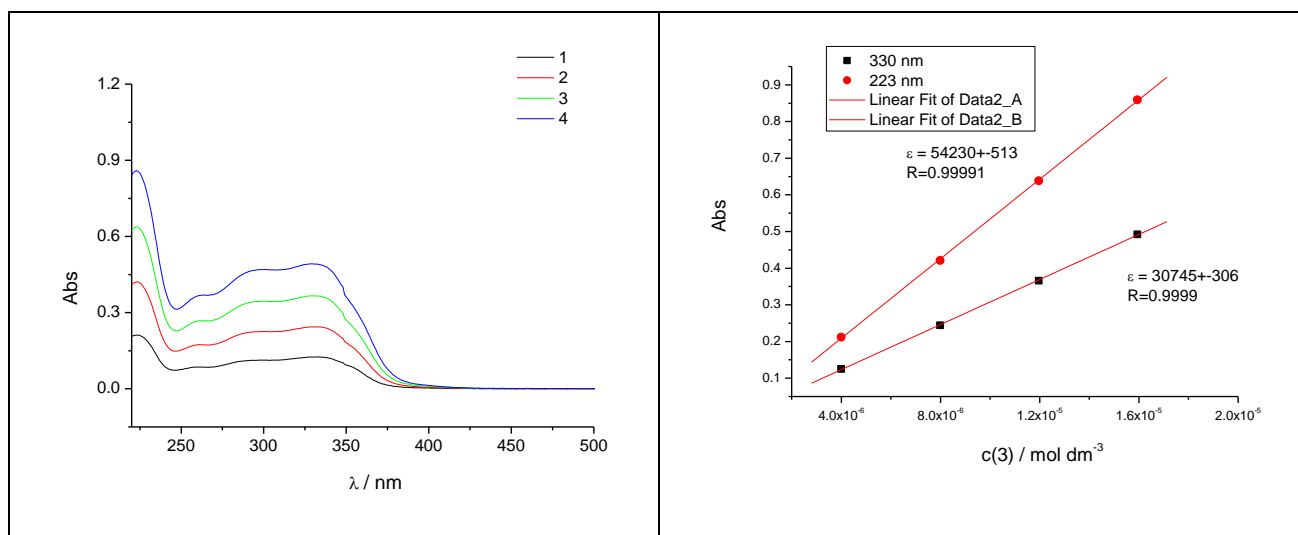 1
2
3
4
1.2
0.9
0.6
0.3
0.0
Abs
250 300 350 400 450 500
λ / nm
330 nm
223 nm
Linear Fit of Data2_A
Linear Fit of Data2_B
ε = 54230+-513
R=0.99991
ε = 30745+-306
R=0.9999
0.9
0.8
0.7
0.6
0.5
0.4
0.3
0.2
0.1
Abs
4.0x10⁻⁶ 8.0x10⁻⁶ 1.2x10⁻⁵ 1.6x10⁻⁵ 2.0x10⁻⁵
c(3) / mol dm⁻³